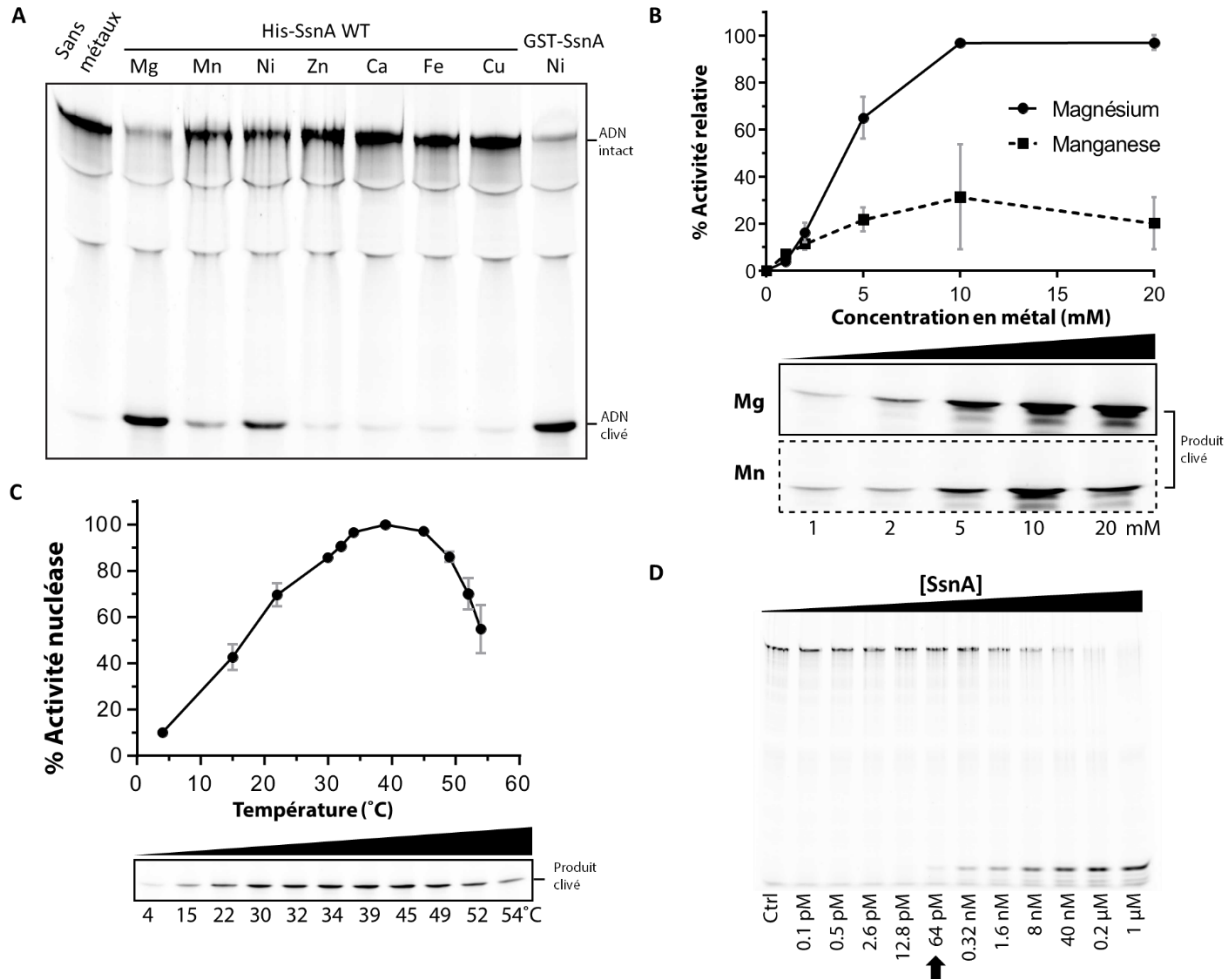 A
Sans
métaux
His-SsnA WT
GST-SsnA
Mg Mn Ni Zn Ca Fe Cu Ni
ADN
intact
ADN
clivé
B
% Activité relative
100
80
60
40
20
0
Magnésium
Manganese
0 5 10 15 20
Concentration en métal (mM)
Mg
Mn
Produit
clivé
1 2 5 10 20 mM
C
% Activité nucléase
100
80
60
40
20
0
0 10 20 30 40 50 60
Température (°C)
Produit
clivé
4 15 22 30 32 34 39 45 49 52 54°C
D
[SsnA]
Ctrl
0.1 pM
0.5 pM
2.6 pM
12.8 pM
64 pM
0.32 nM
1.6 nM
8 nM
40 nM
0.2 µM
1 µM